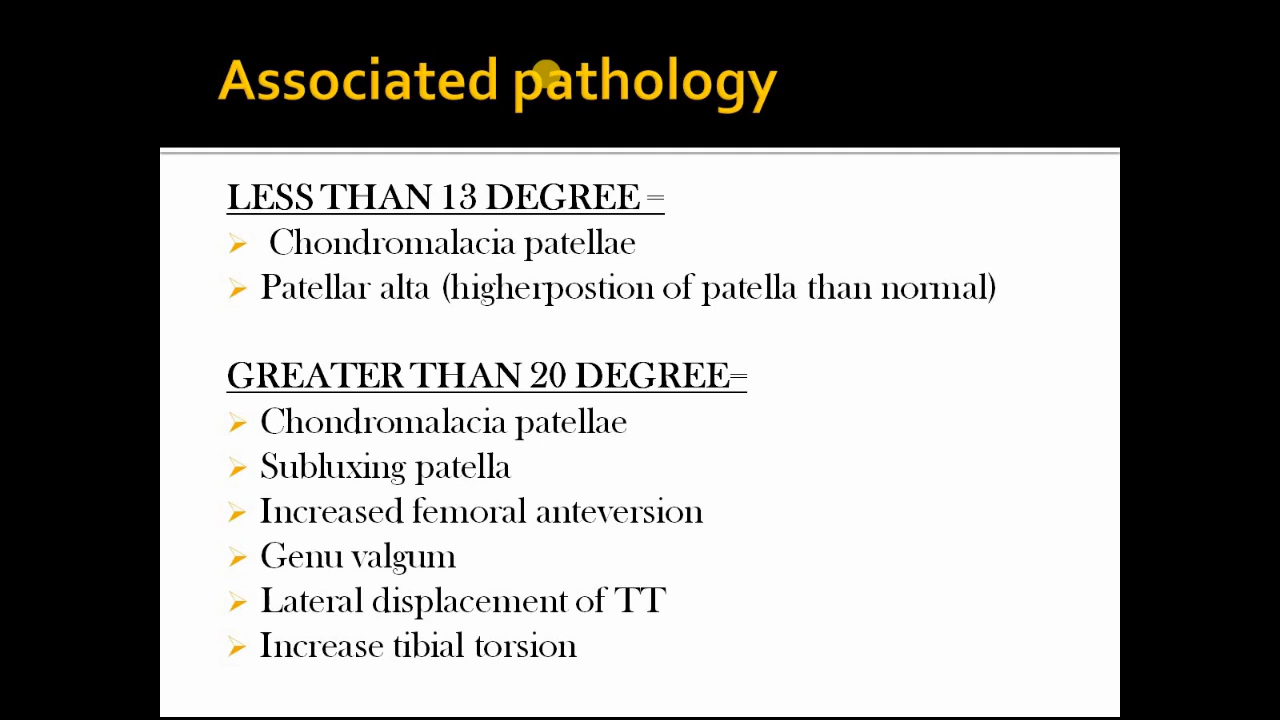 Associated pathology
LESS THAN 13 DEGREE =
Chondromalacia patellae
Patellar alta (higherpostion of patella than normal)
GREATER THAN 20 DEGREE=
Chondromalacia patellae
Subluxing patella
Increased femoral anteversion
Genu valgum
Lateral displacement of TT
Increase tibial torsion